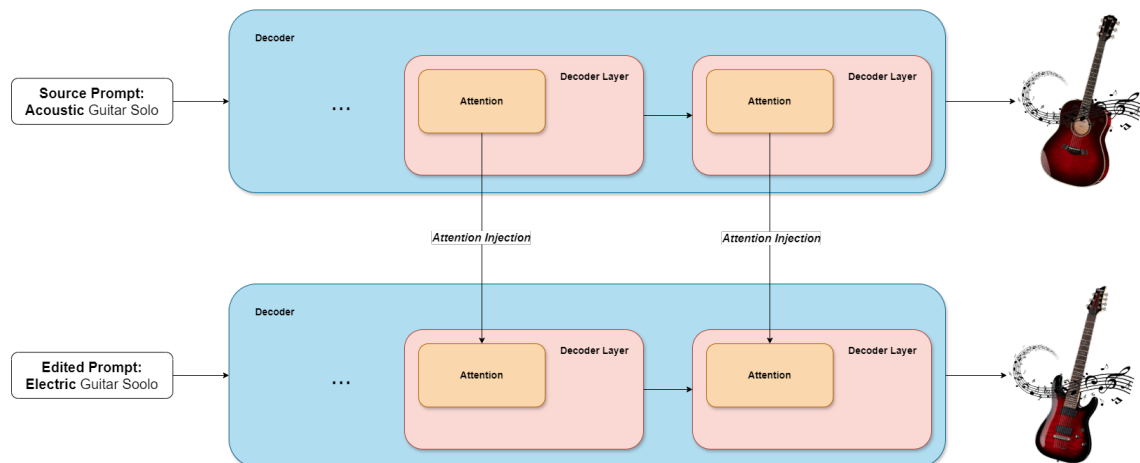 Decoder
Decoder Layer
Decoder Layer
Attention
Attention
Source Prompt:
Acoustic Guitar Solo
...
Attention Injection
Attention Injection
Decoder
Decoder Layer
Decoder Layer
Attention
Attention
Edited Prompt:
Electric Guitar Soolo
...